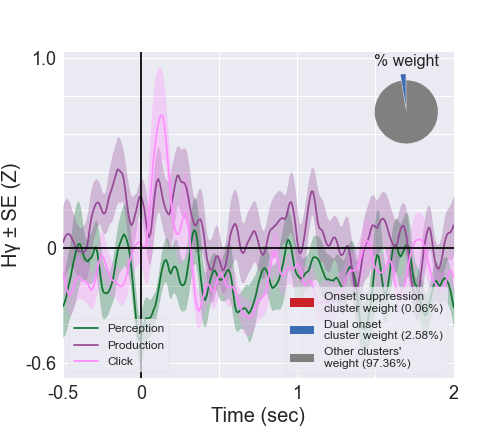 % weight
1.0
0
-0.6
Hγ ± SE (Z)
Perception
Production
Click
Onset suppression
cluster weight (0.06%)
Dual onset
cluster weight (2.58%)
Other clusters'
weight (97.36%)
-0.5
0
1
2
Time (sec)